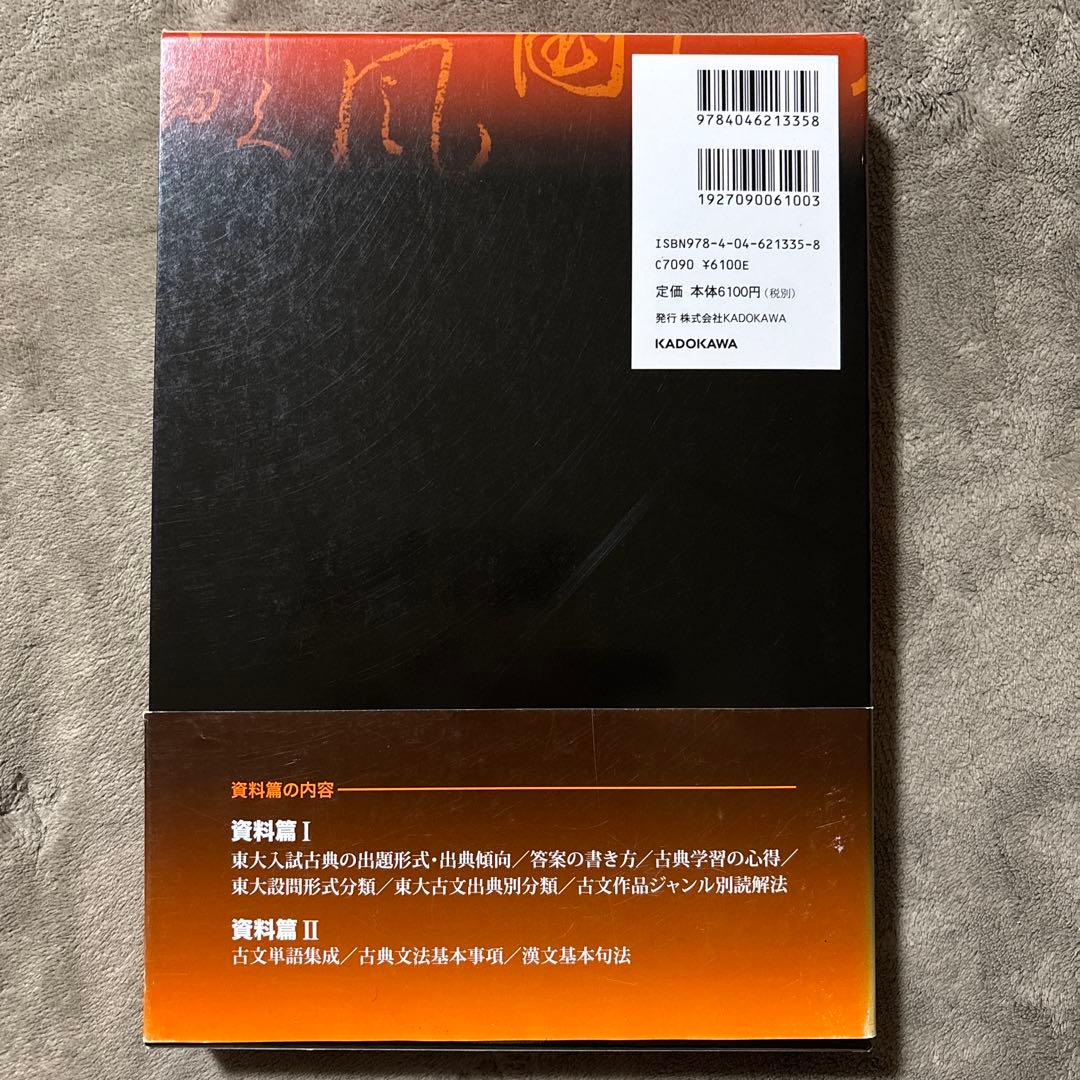 風 國
9784046213358
1927090061003
ISBN978-4-04-621335-8
C7090 ¥6100E
定価 本体6100円(税別)
発行 株式会社KADOKAWA
KADOKAWA
資料篇の内容
資料篇Ⅰ
東大入試古典の出題形式・出典傾向/答案の書き方/古典学習の心得/
東大設問形式分類/東大古文出典別分類/古文作品ジャンル別読解法
資料篇Ⅱ
古文単語集成/古典文法基本事項/漢文基本句法